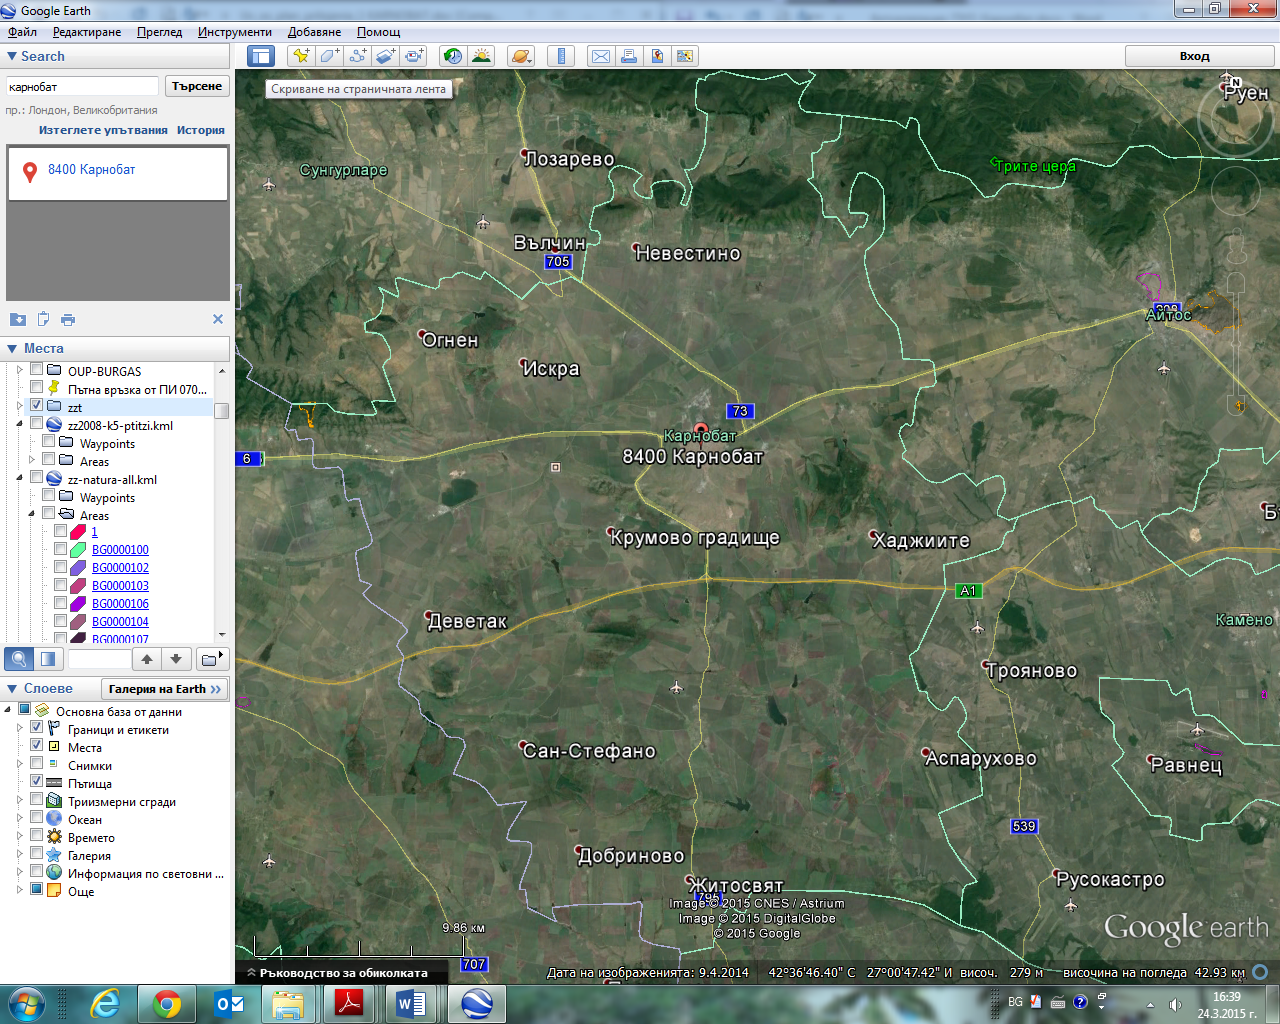 Google Earth
Файл Редактиране Преглед Инструменти Добавяне Помощ
Search
карнобат Търсене
пр.: Лондон, Великобритания
Изтеглете упътвания История
8400 Карнобат
Места
OUP-BURGAS
Пътна връзка от ПИ 070...
zzt
zz2008-k5-ptitzi.kml
Waypoints
Areas
zz-natura-all.kml
Waypoints
Areas
1
BG0000100
BG0000102
BG0000103
BG0000106
BG0000104
BG0000107
Слоеве Галерия на Earth
Основна база от данни
Граници и етикети
Места
Снимки
Пътища
Триизмерни сгради
Океан
Времето
Галерия
Информация по световни ...
Още
Вход
Скриване на страничната лента
N
Руен
Лозарево
Сунгурларе
Трите цера
Вълчин
705
Невестино
Айтос
Огнен
Искра
73
Карнобат
8400 Карнобат
6
Крумово градище
Хаджиите
A1
Деветак
Камено
Трояново
Сан-Стефано
Аспарухово
Равнец
539
Добриново
Житосвят
Русокастро
Image © 2015 CNES / Astrium
Image © 2015 DigitalGlobe
© 2015 Google
Google earth
9.86 км
707
Ръководство за обиколката
Дата на изображенията: 9.4.2014 42°36'46.40" С 27°00'47.42" И височ. 279 м височина на погледа 42.93 км
BG
16:39
24.3.2015 г.